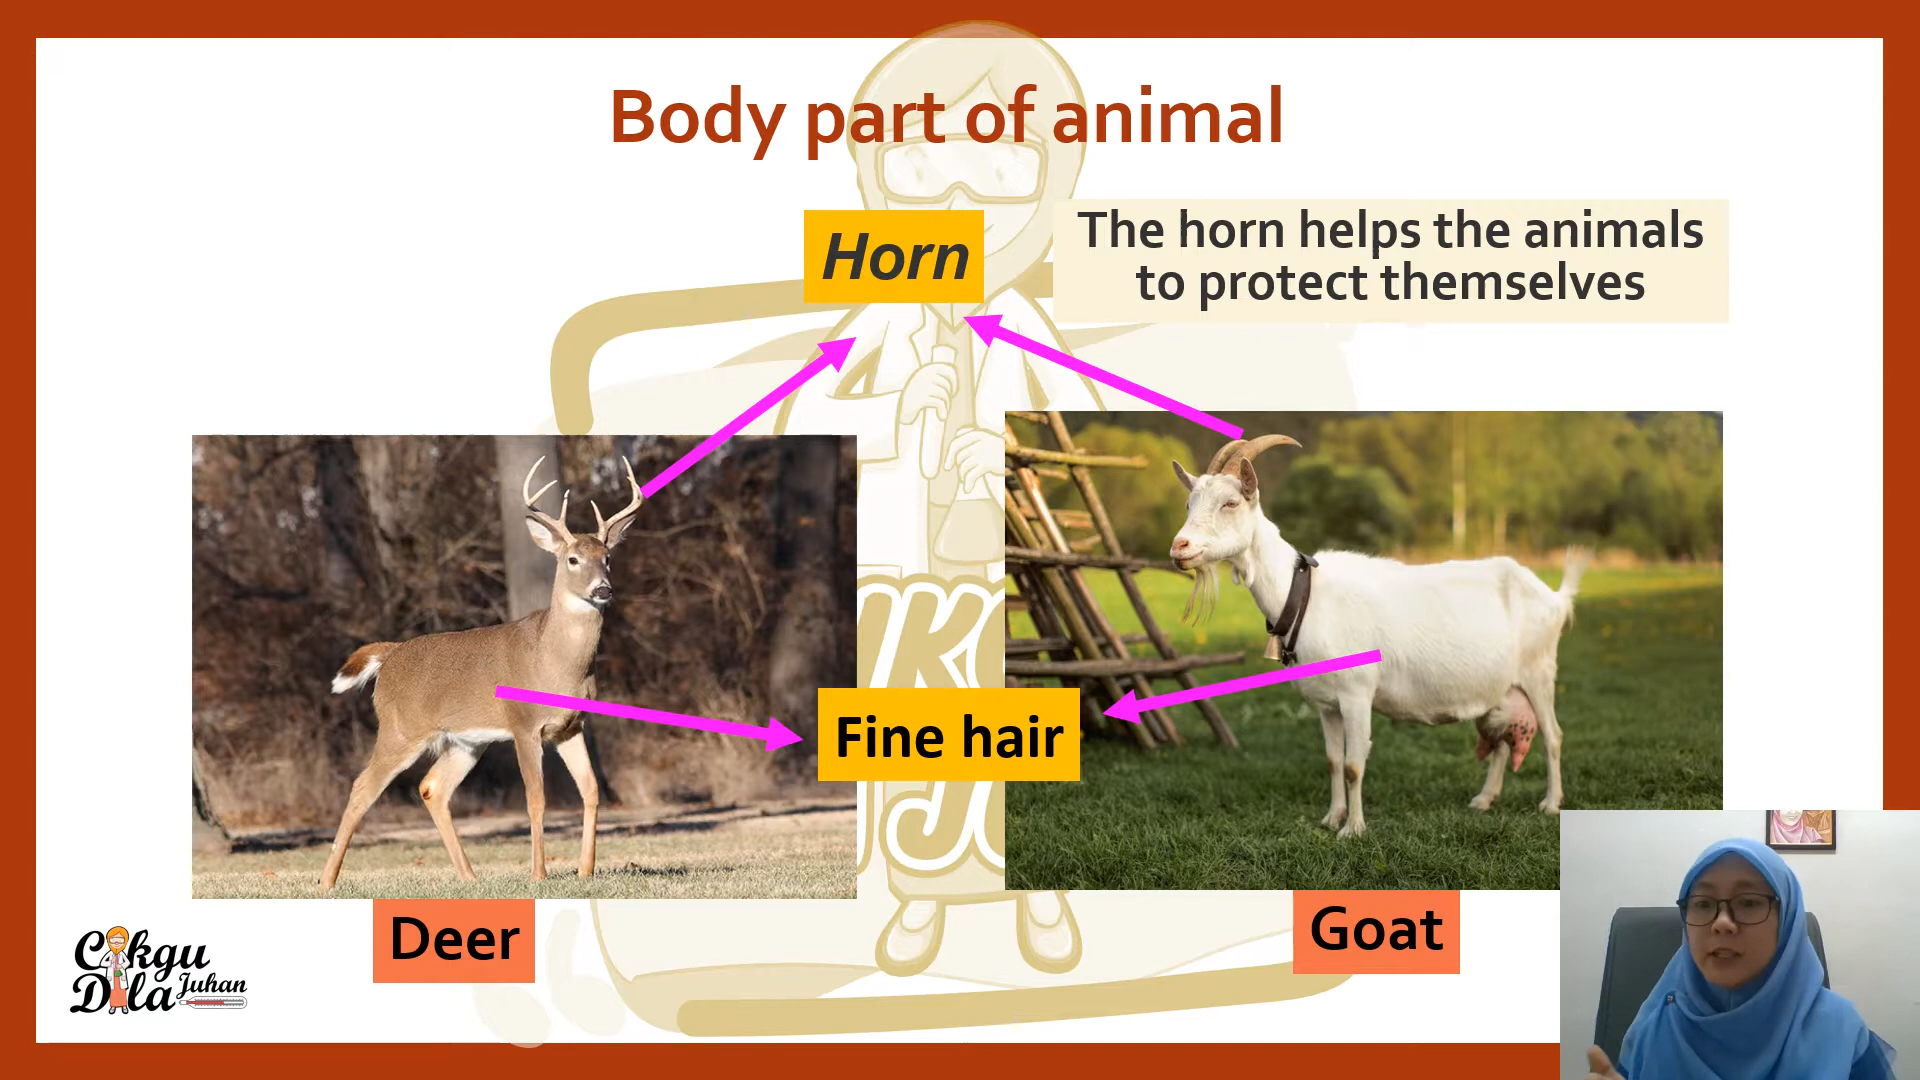 Body part of animal
Horn
The horn helps the animals
to protect themselves
Fine hair
Deer
Goat
Cikgu
Dila Juhan